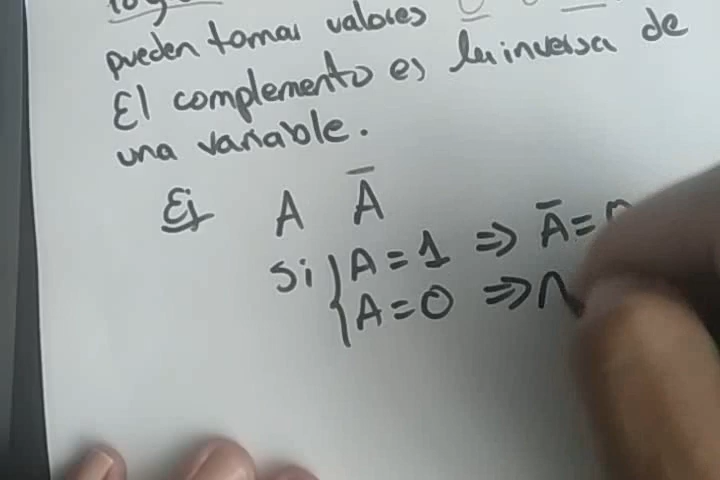 pueden tomar valores
El complemento es la inversa de
una variable.
Ej A Ā
Si { A = 1 ⇒ Ā =
A = 0 ⇒